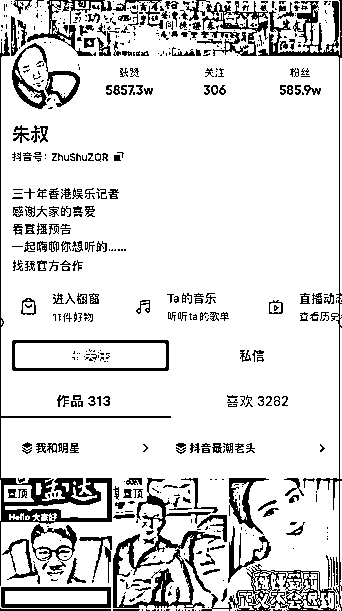 获赞
关注
粉丝
5857.3w
306
585.9w
朱叔
抖音号：ZhuShuZQR
三十年香港娱乐记者
感谢大家的喜爱
看直播预告
一起嗨聊你想听的……
找我官方合作
进入橱窗
11件好物
Ta的音乐
听听ta的歌单
直播动态
查看历史
私信
作品 313
喜欢 3282
我和明星
抖音最潮老头
置顶
孟达
Hello 大家好
置顶